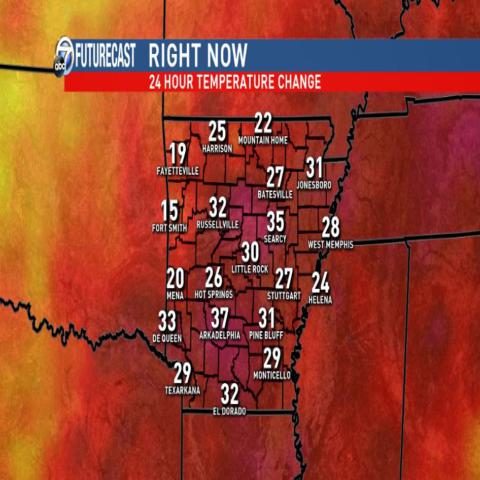 abc 7 FUTURECAST RIGHT NOW
24 HOUR TEMPERATURE CHANGE
22
MOUNTAIN HOME
25
HARRISON
19
FAYETTEVILLE
31
JONESBORO
27
BATESVILLE
15
FORT SMITH
32
RUSSELLVILLE
35
SEARCY
28
WEST MEMPHIS
30
LITTLE ROCK
20
MENA
26
HOT SPRINGS
27
STUTTGART
24
HELENA
33
DE QUEEN
37
ARKADELPHIA
31
PINE BLUFF
29
MONTICELLO
29
TEXARKANA
32
EL DORADO